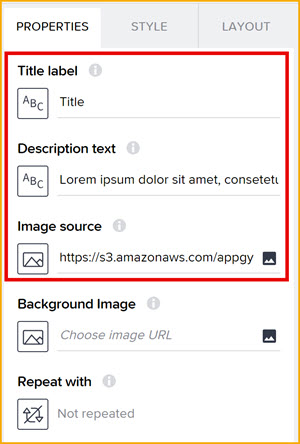 PROPERTIES STYLE LAYOUT
Title label
ABC Title
Description text
ABC Lorem ipsum dolor sit amet, consetetu
Image source
https://s3.amazonaws.com/appgy
Background Image
Choose image URL
Repeat with
Not repeated